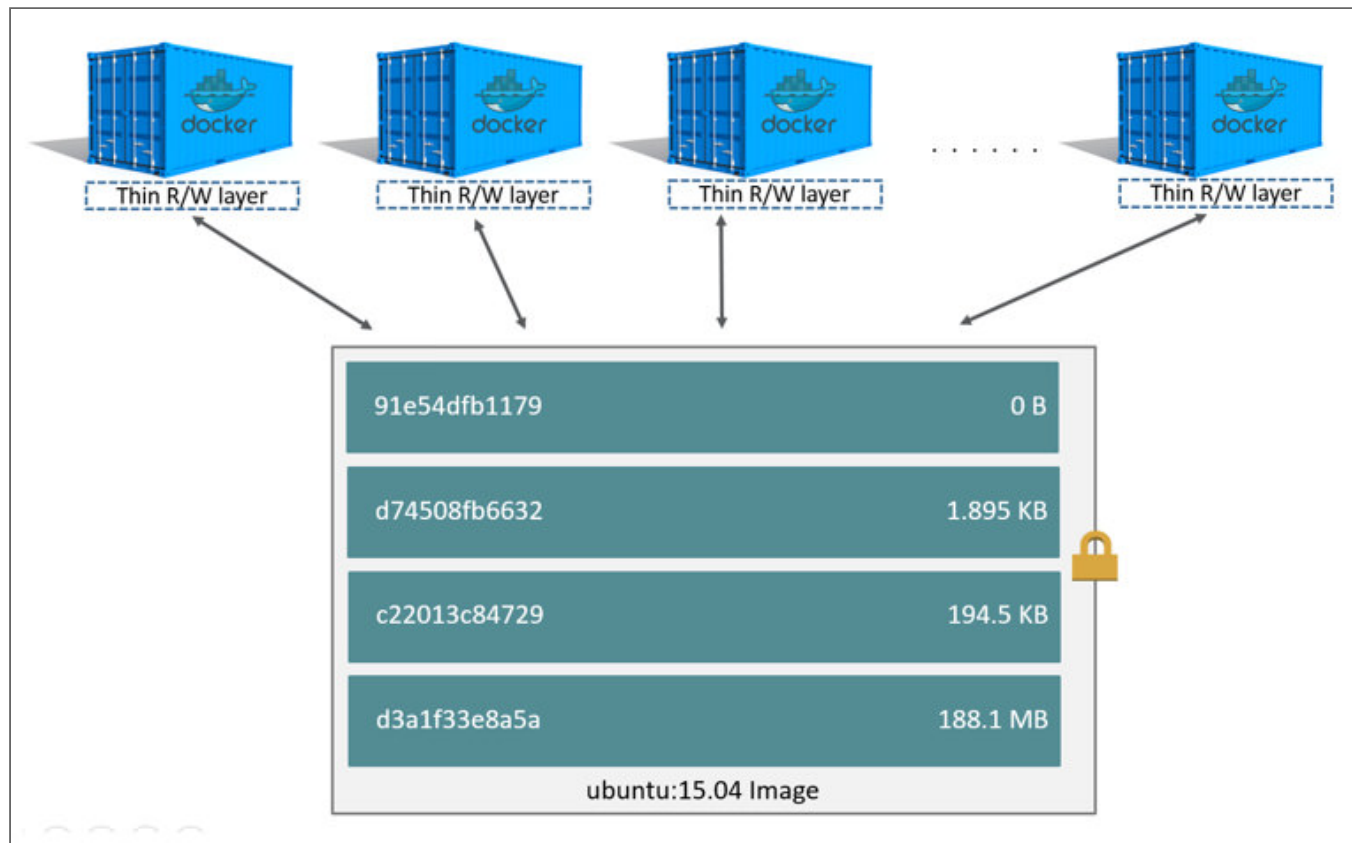 docker
docker
docker
docker
. . . . . .
Thin R/W layer
Thin R/W layer
Thin R/W layer
Thin R/W layer
91e54dfb1179 0 B
d74508fb6632 1.895 KB
c22013c84729 194.5 KB
d3a1f33e8a5a 188.1 MB
ubuntu:15.04 Image